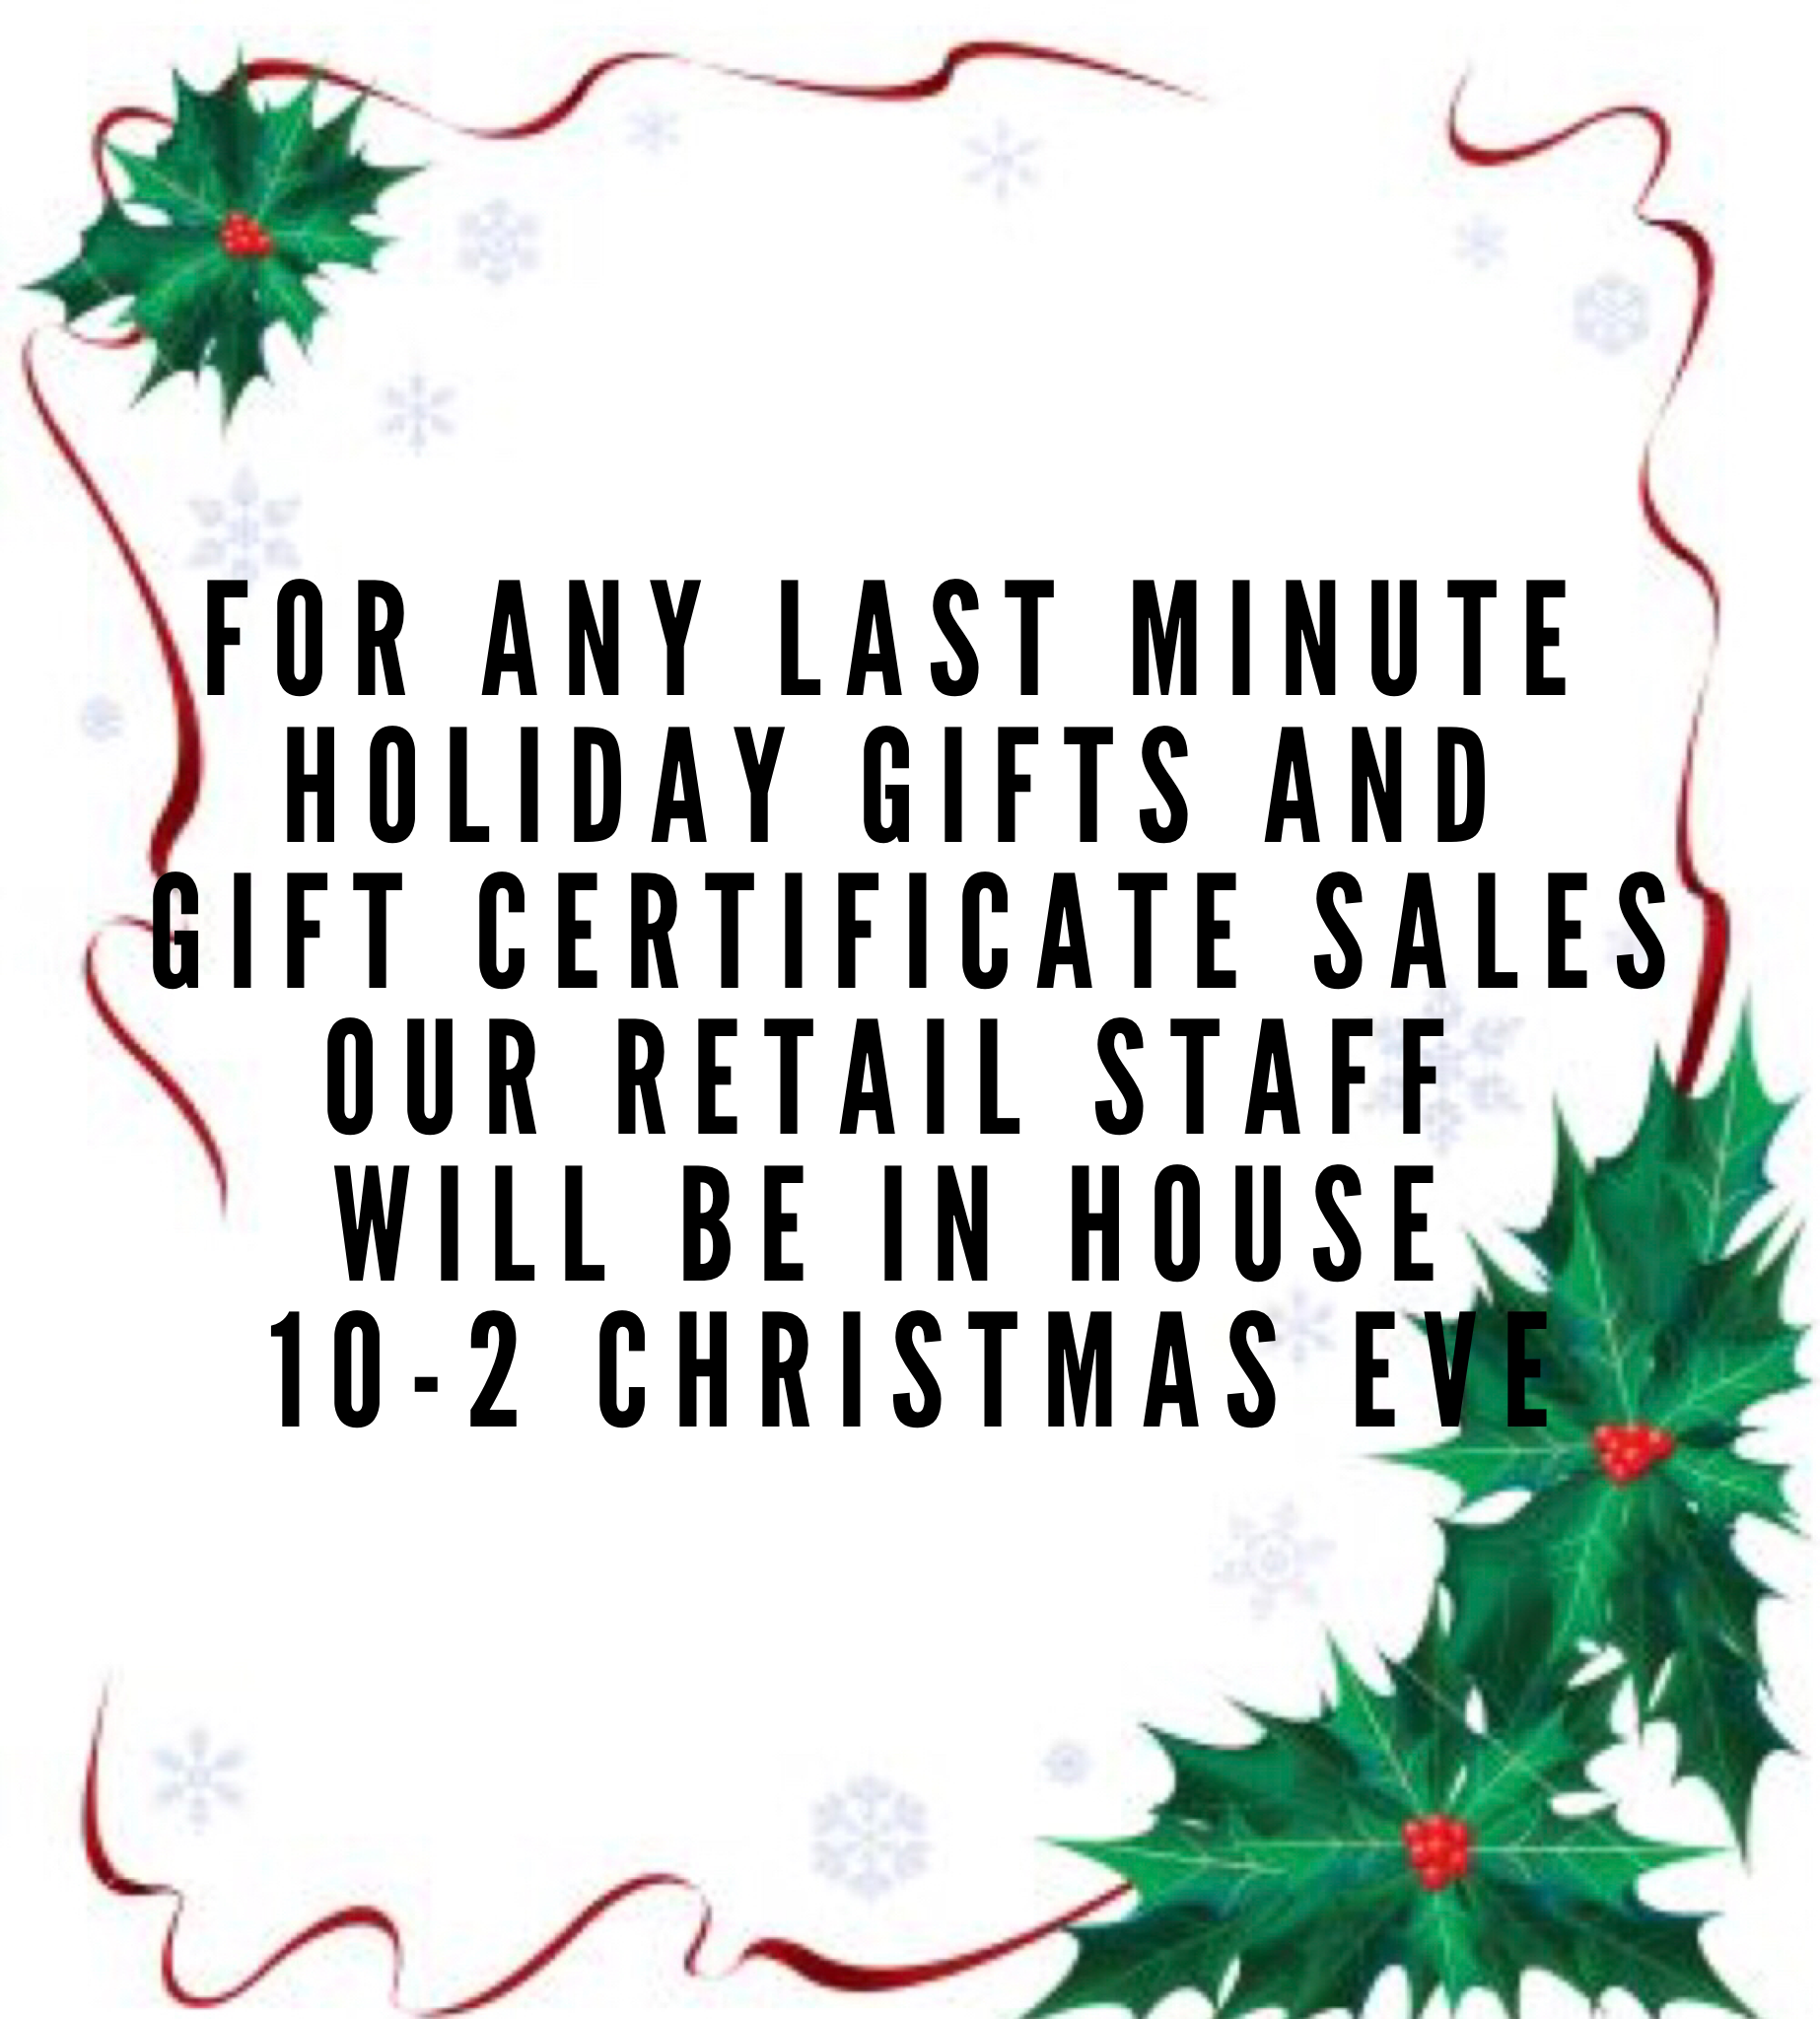 FOR ANY LAST MINUTE
HOLIDAY GIFTS AND
GIFT CERTIFICATE SALES
OUR RETAIL STAFF
WILL BE IN HOUSE
10-2 CHRISTMAS EVE